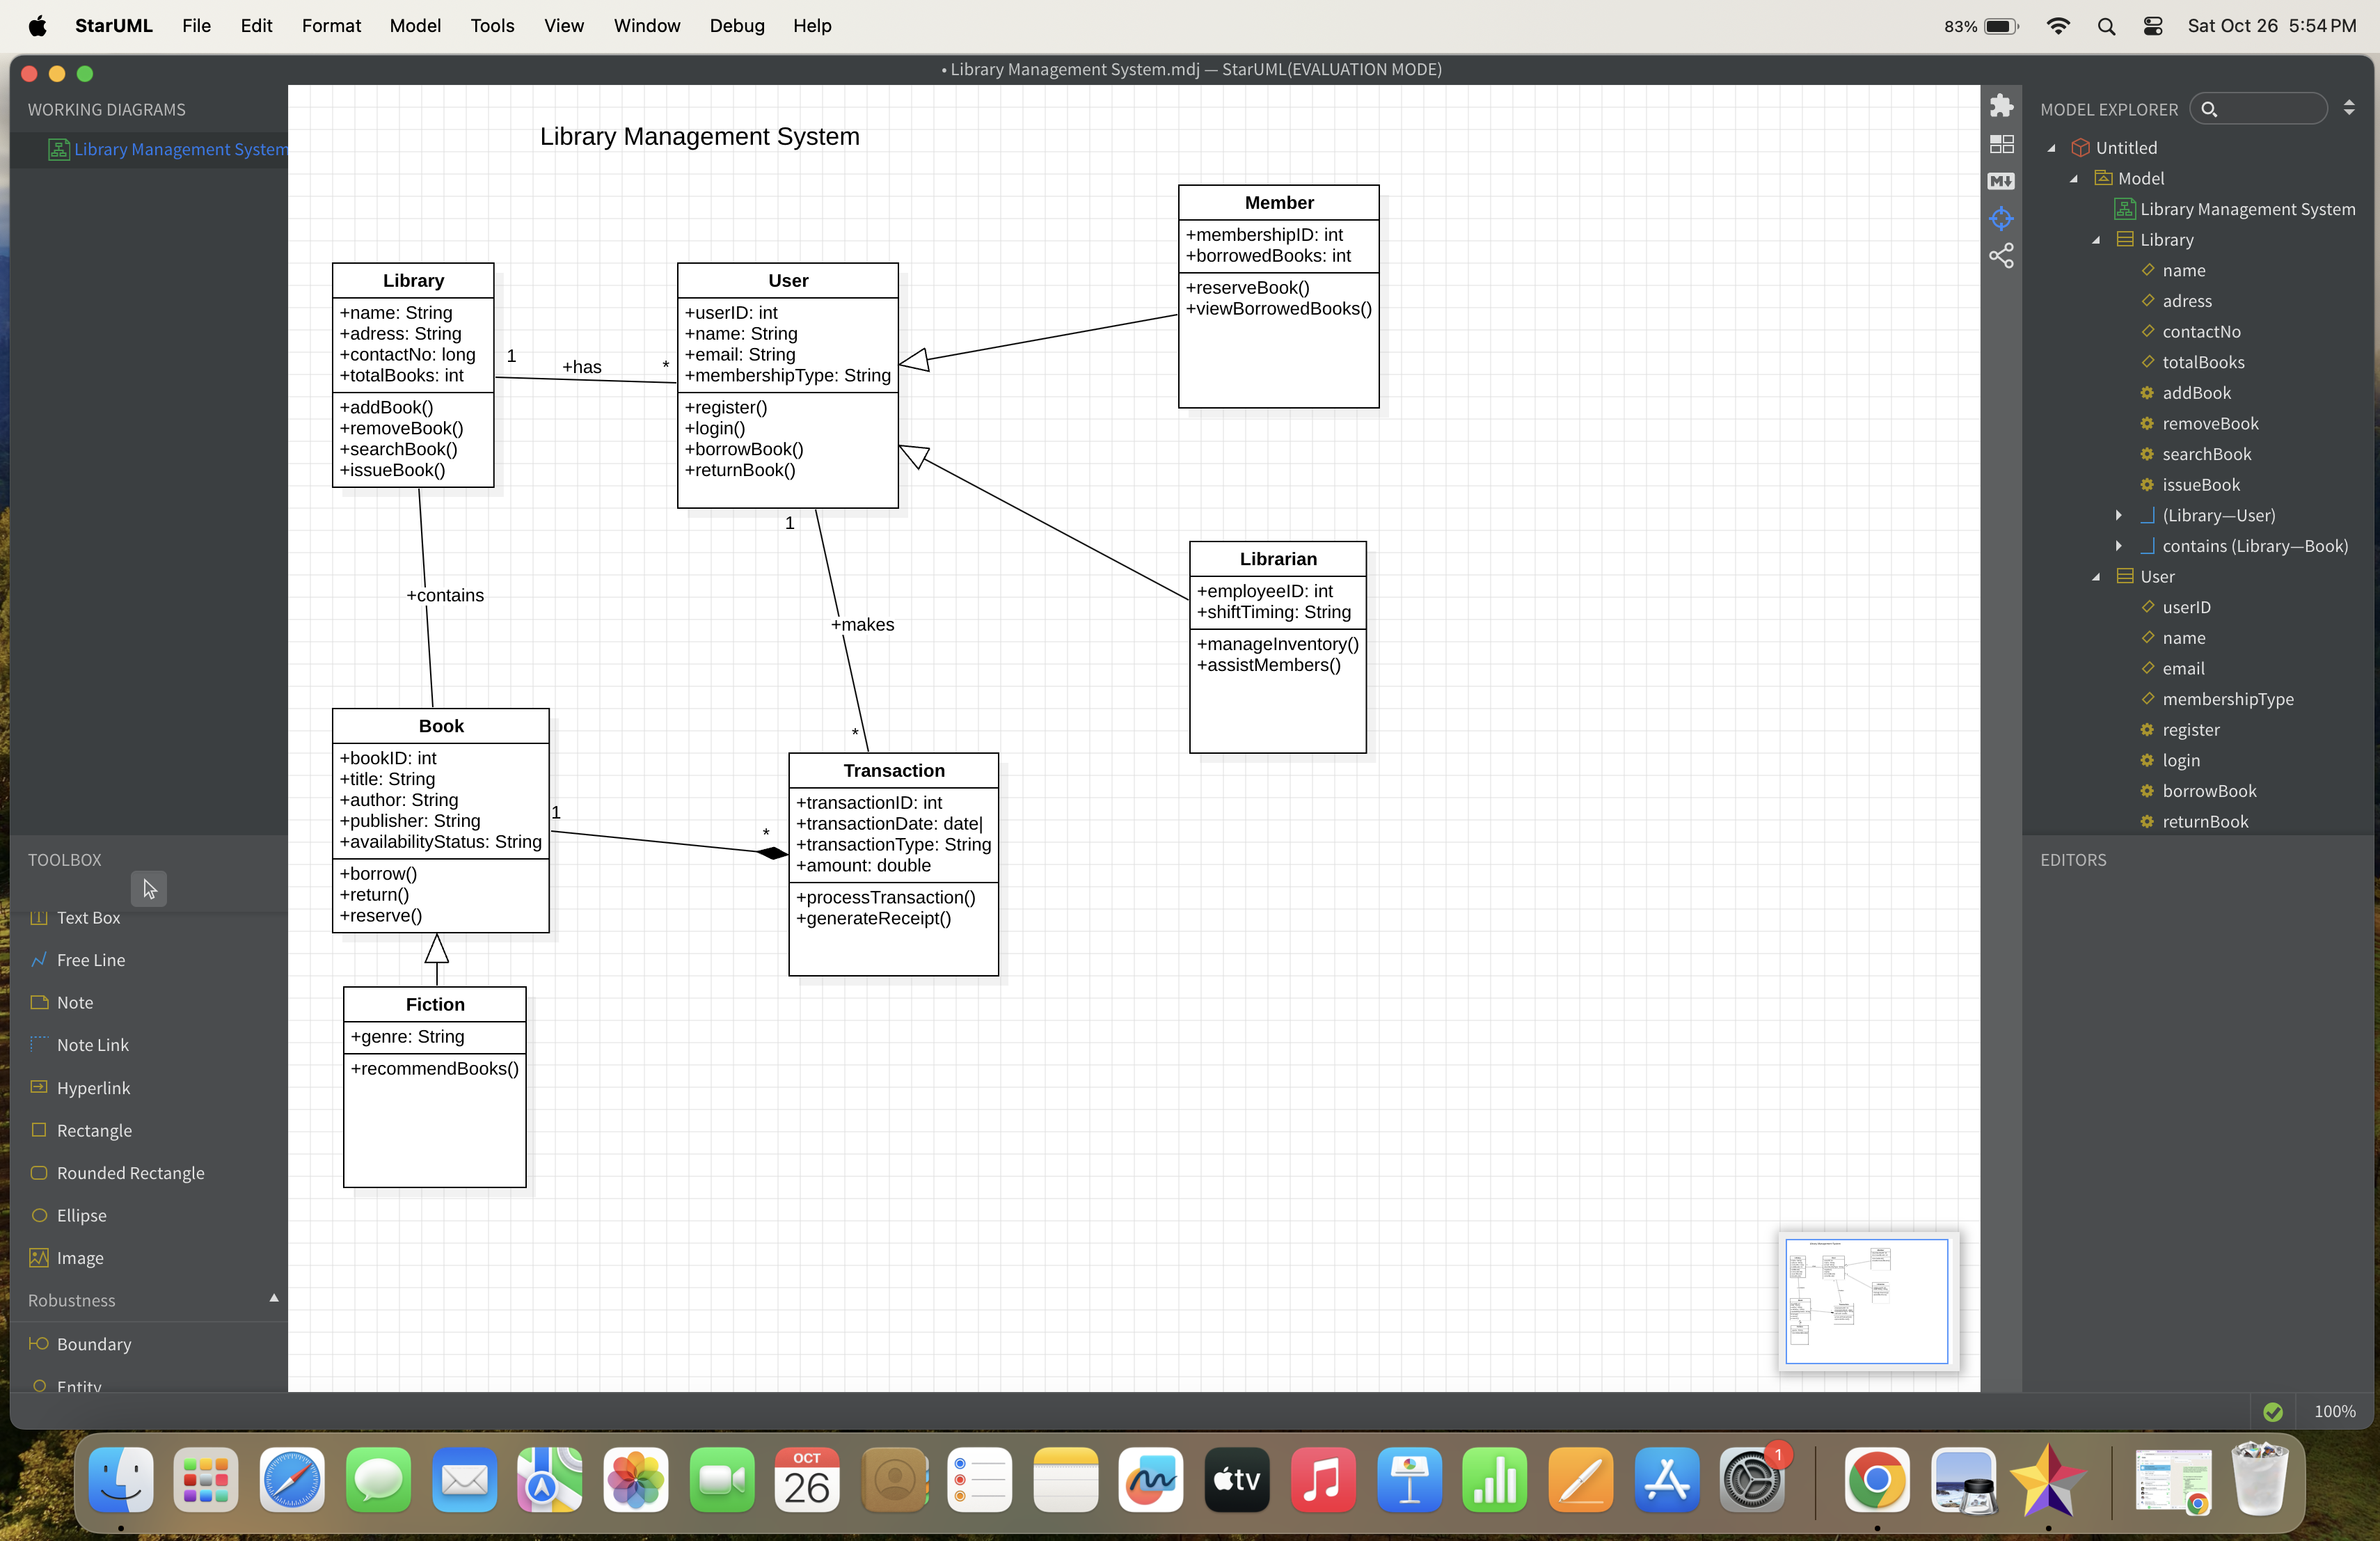 StarUML File Edit Format Model Tools View Window Debug Help 83% Sat Oct 26 5:54 PM
• Library Management System.mdj — StarUML(EVALUATION MODE)
WORKING DIAGRAMS
Library Management System
TOOLBOX
Text Box
Free Line
Note
Note Link
Hyperlink
Rectangle
Rounded Rectangle
Ellipse
Image
Robustness
Boundary
Entity
Library Management System
Library
+name: String
+adress: String
+contactNo: long
+totalBooks: int
+addBook()
+removeBook()
+searchBook()
+issueBook()
1
+has
*
User
+userID: int
+name: String
+email: String
+membershipType: String
+register()
+login()
+borrowBook()
+returnBook()
Member
+membershipID: int
+borrowedBooks: int
+reserveBook()
+viewBorrowedBooks()
Librarian
+employeeID: int
+shiftTiming: String
+manageInventory()
+assistMembers()
+contains
1
+makes
*
Book
+bookID: int
+title: String
+author: String
+publisher: String
+availabilityStatus: String
+borrow()
+return()
+reserve()
1
*
Transaction
+transactionID: int
+transactionDate: date|
+transactionType: String
+amount: double
+processTransaction()
+generateReceipt()
Fiction
+genre: String
+recommendBooks()
MODEL EXPLORER
Untitled
Model
Library Management System
Library
name
adress
contactNo
totalBooks
addBook
removeBook
searchBook
issueBook
(Library—User)
contains (Library—Book)
User
userID
name
email
membershipType
register
login
borrowBook
returnBook
EDITORS
100%
OCT
26
tv
1